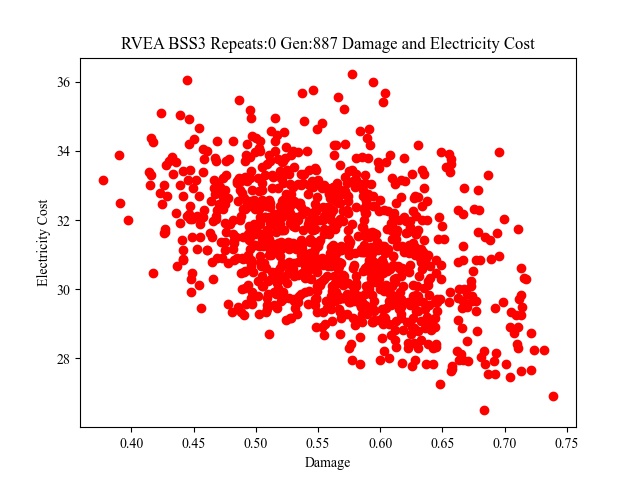 RVEA BSS3 Repeats:0 Gen:887 Damage and Electricity Cost
36
34
32
30
28
Electricity Cost
0.40 0.45 0.50 0.55 0.60 0.65 0.70 0.75
Damage